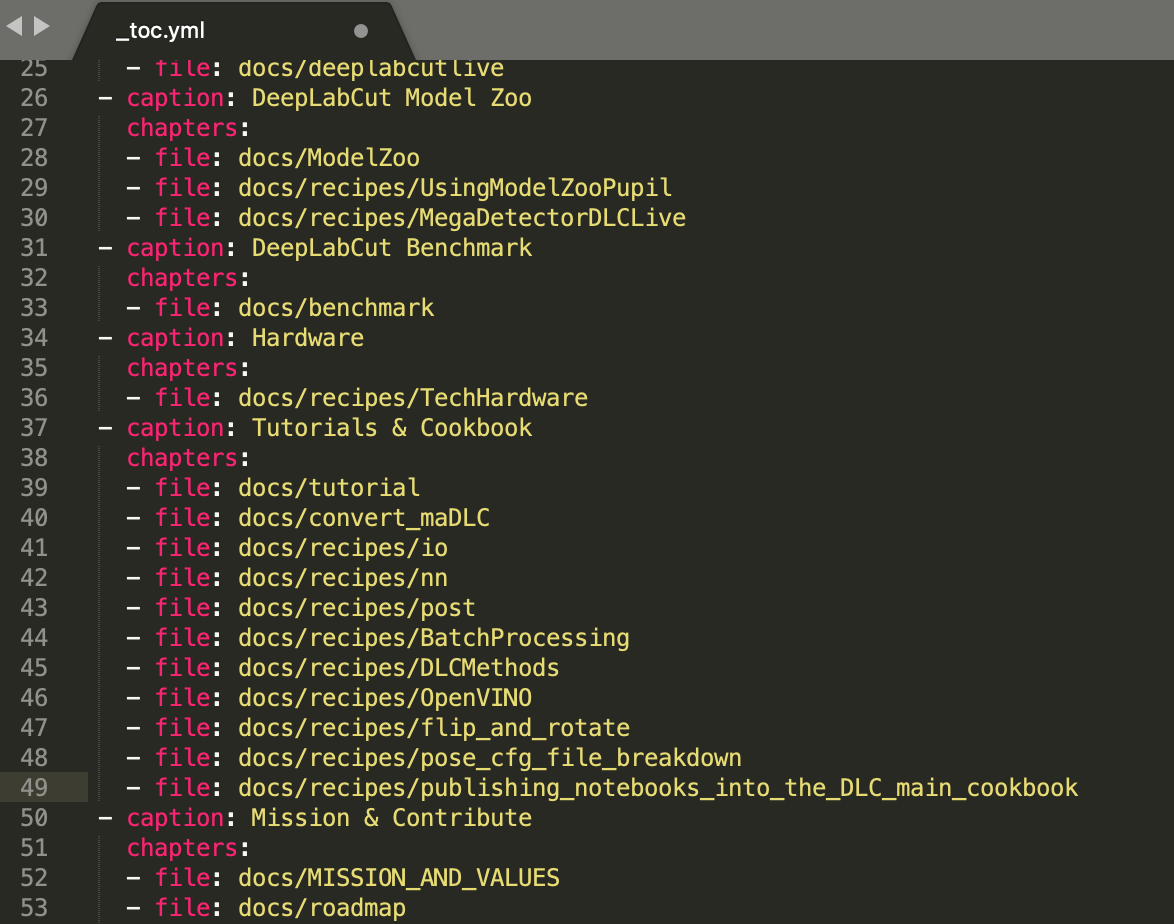 _toc.yml
25 - file: docs/deeplabcutlive
26 - caption: DeepLabCut Model Zoo
27 chapters:
28 - file: docs/ModelZoo
29 - file: docs/recipes/UsingModelZooPupil
30 - file: docs/recipes/MegaDetectorDLCLive
31 - caption: DeepLabCut Benchmark
32 chapters:
33 - file: docs/benchmark
34 - caption: Hardware
35 chapters:
36 - file: docs/recipes/TechHardware
37 - caption: Tutorials & Cookbook
38 chapters:
39 - file: docs/tutorial
40 - file: docs/convert_maDLC
41 - file: docs/recipes/io
42 - file: docs/recipes/nn
43 - file: docs/recipes/post
44 - file: docs/recipes/BatchProcessing
45 - file: docs/recipes/DLCMethods
46 - file: docs/recipes/OpenVINO
47 - file: docs/recipes/flip_and_rotate
48 - file: docs/recipes/pose_cfg_file_breakdown
49 - file: docs/recipes/publishing_notebooks_into_the_DLC_main_cookbook
50 - caption: Mission & Contribute
51 chapters:
52 - file: docs/MISSION_AND_VALUES
53 - file: docs/roadmap